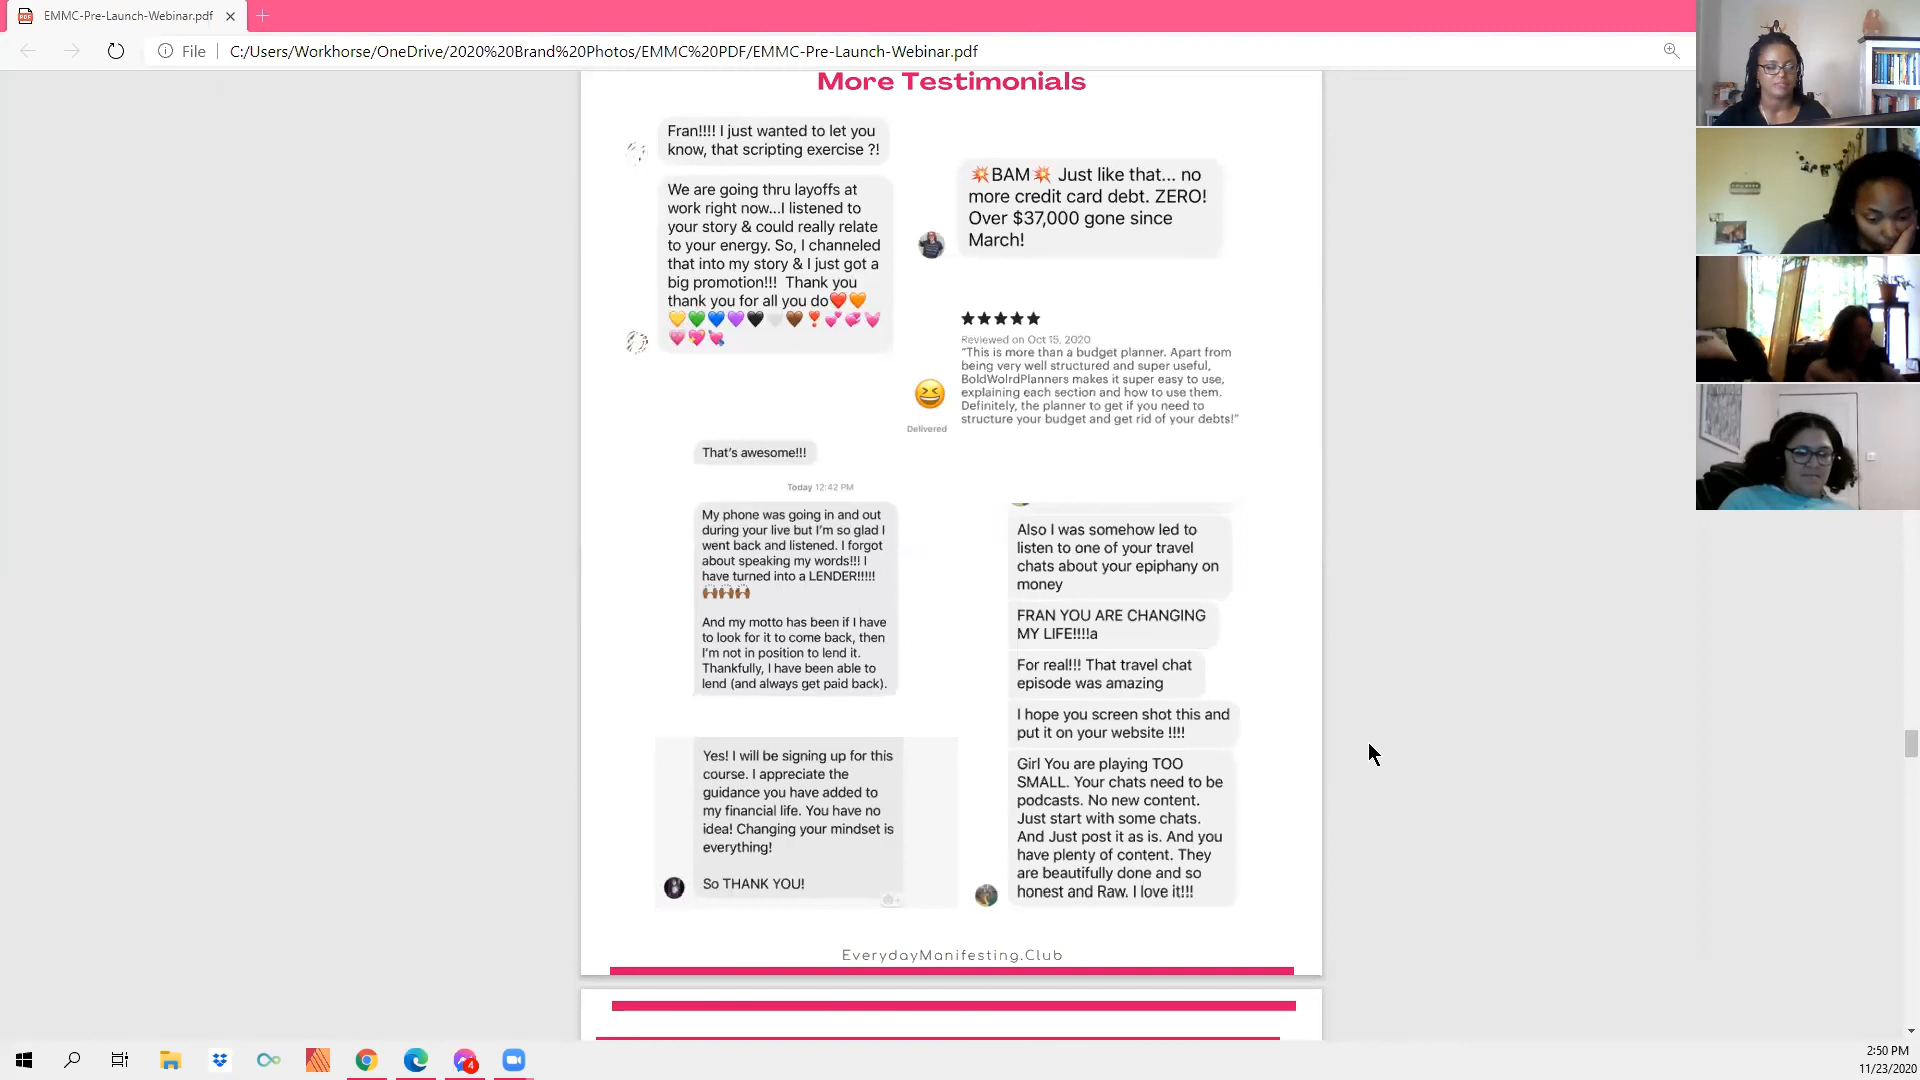 EMMC-Pre-Launch-Webinar.pdf
File
C:/Users/Workhorse/OneDrive/2020%20Brand%20Photos/EMMC%20PDF/EMMC-Pre-Launch-Webinar.pdf
More Testimonials
Fran!!!! I just wanted to let you
know, that scripting exercise ?!
We are going thru layoffs at
work right now...I listened to
your story & could really relate
to your energy. So, I channeled
that into my story & I just got a
big promotion!!!  Thank you
thank you for all you do❤️🧡
💛💚💙💜🖤🤍🤎❣️💕💞💓
💗💖💘
💥BAM💥 Just like that... no
more credit card debt. ZERO!
Over $37,000 gone since
March!
★★★★★
Reviewed on Oct 15, 2020
“This is more than a budget planner. Apart from
being very well structured and super useful,
BoldWolrdPlanners makes it super easy to use,
explaining each section and how to use them.
Definitely, the planner to get if you need to
structure your budget and get rid of your debts!”
😆
Delivered
That’s awesome!!!
Today 12:42 PM
My phone was going in and out
during your live but I’m so glad I
went back and listened. I forgot
about speaking my words!!! I
have turned into a LENDER!!!!!
🙌🏾🙌🏾🙌🏾
And my motto has been if I have
to look for it to come back, then
I’m not in position to lend it.
Thankfully, I have been able to
lend (and always get paid back).
Yes! I will be signing up for this
course. I appreciate the
guidance you have added to
my financial life. You have no
idea! Changing your mindset is
everything!
So THANK YOU!
Also I was somehow led to
listen to one of your travel
chats about your epiphany on
money
FRAN YOU ARE CHANGING
MY LIFE!!!!a
For real!!! That travel chat
episode was amazing
I hope you screen shot this and
put it on your website !!!!
Girl You are playing TOO
SMALL. Your chats need to be
podcasts. No new content.
Just start with some chats.
And Just post it as is. And you
have plenty of content. They
are beautifully done and so
honest and Raw. I love it!!!
EverydayManifesting.Club
4
2:50 PM
11/23/2020